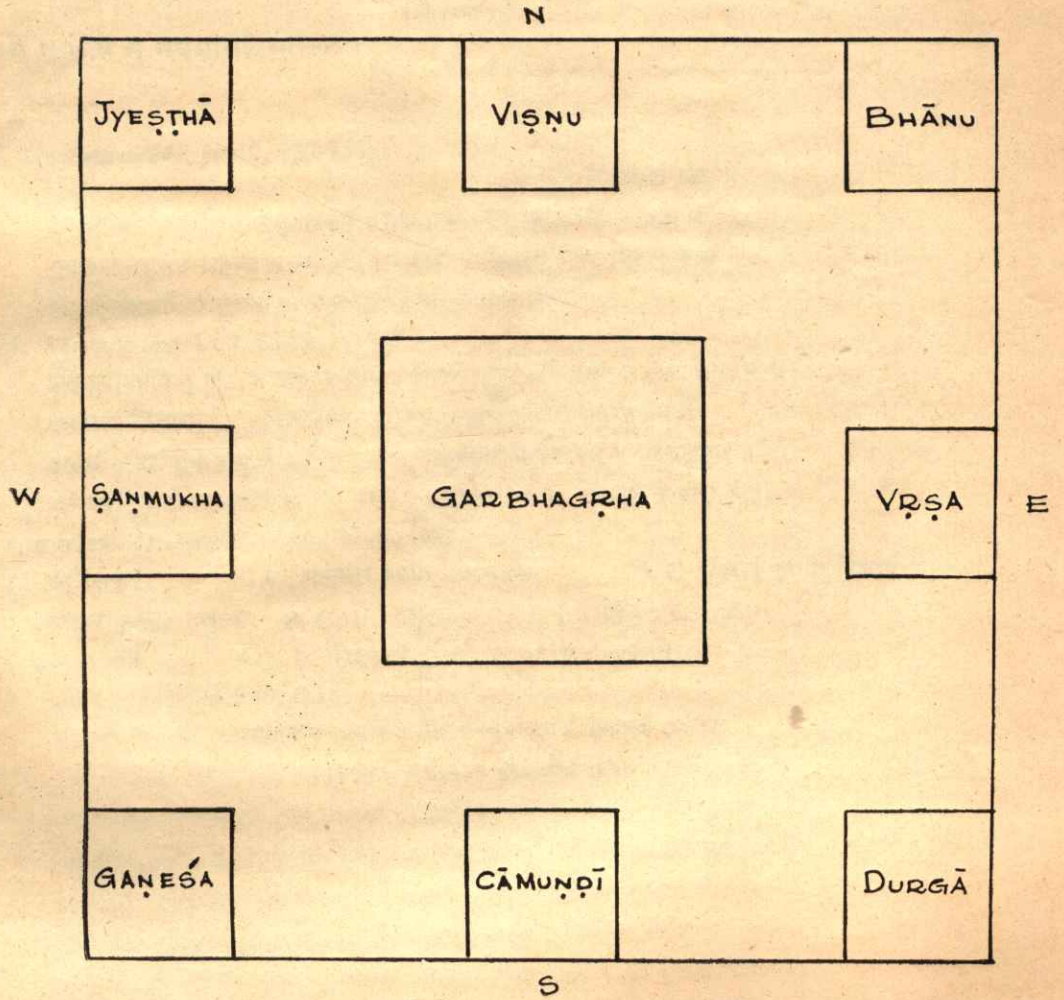 N
JYEṢṬHĀ
VIṢṆU
BHĀNU
W
ṢAṆMUKHA
GARBHAGṚHA
VṚṢA
E
GAṆEŚA
CĀMUṆḌĪ
DURGĀ
S